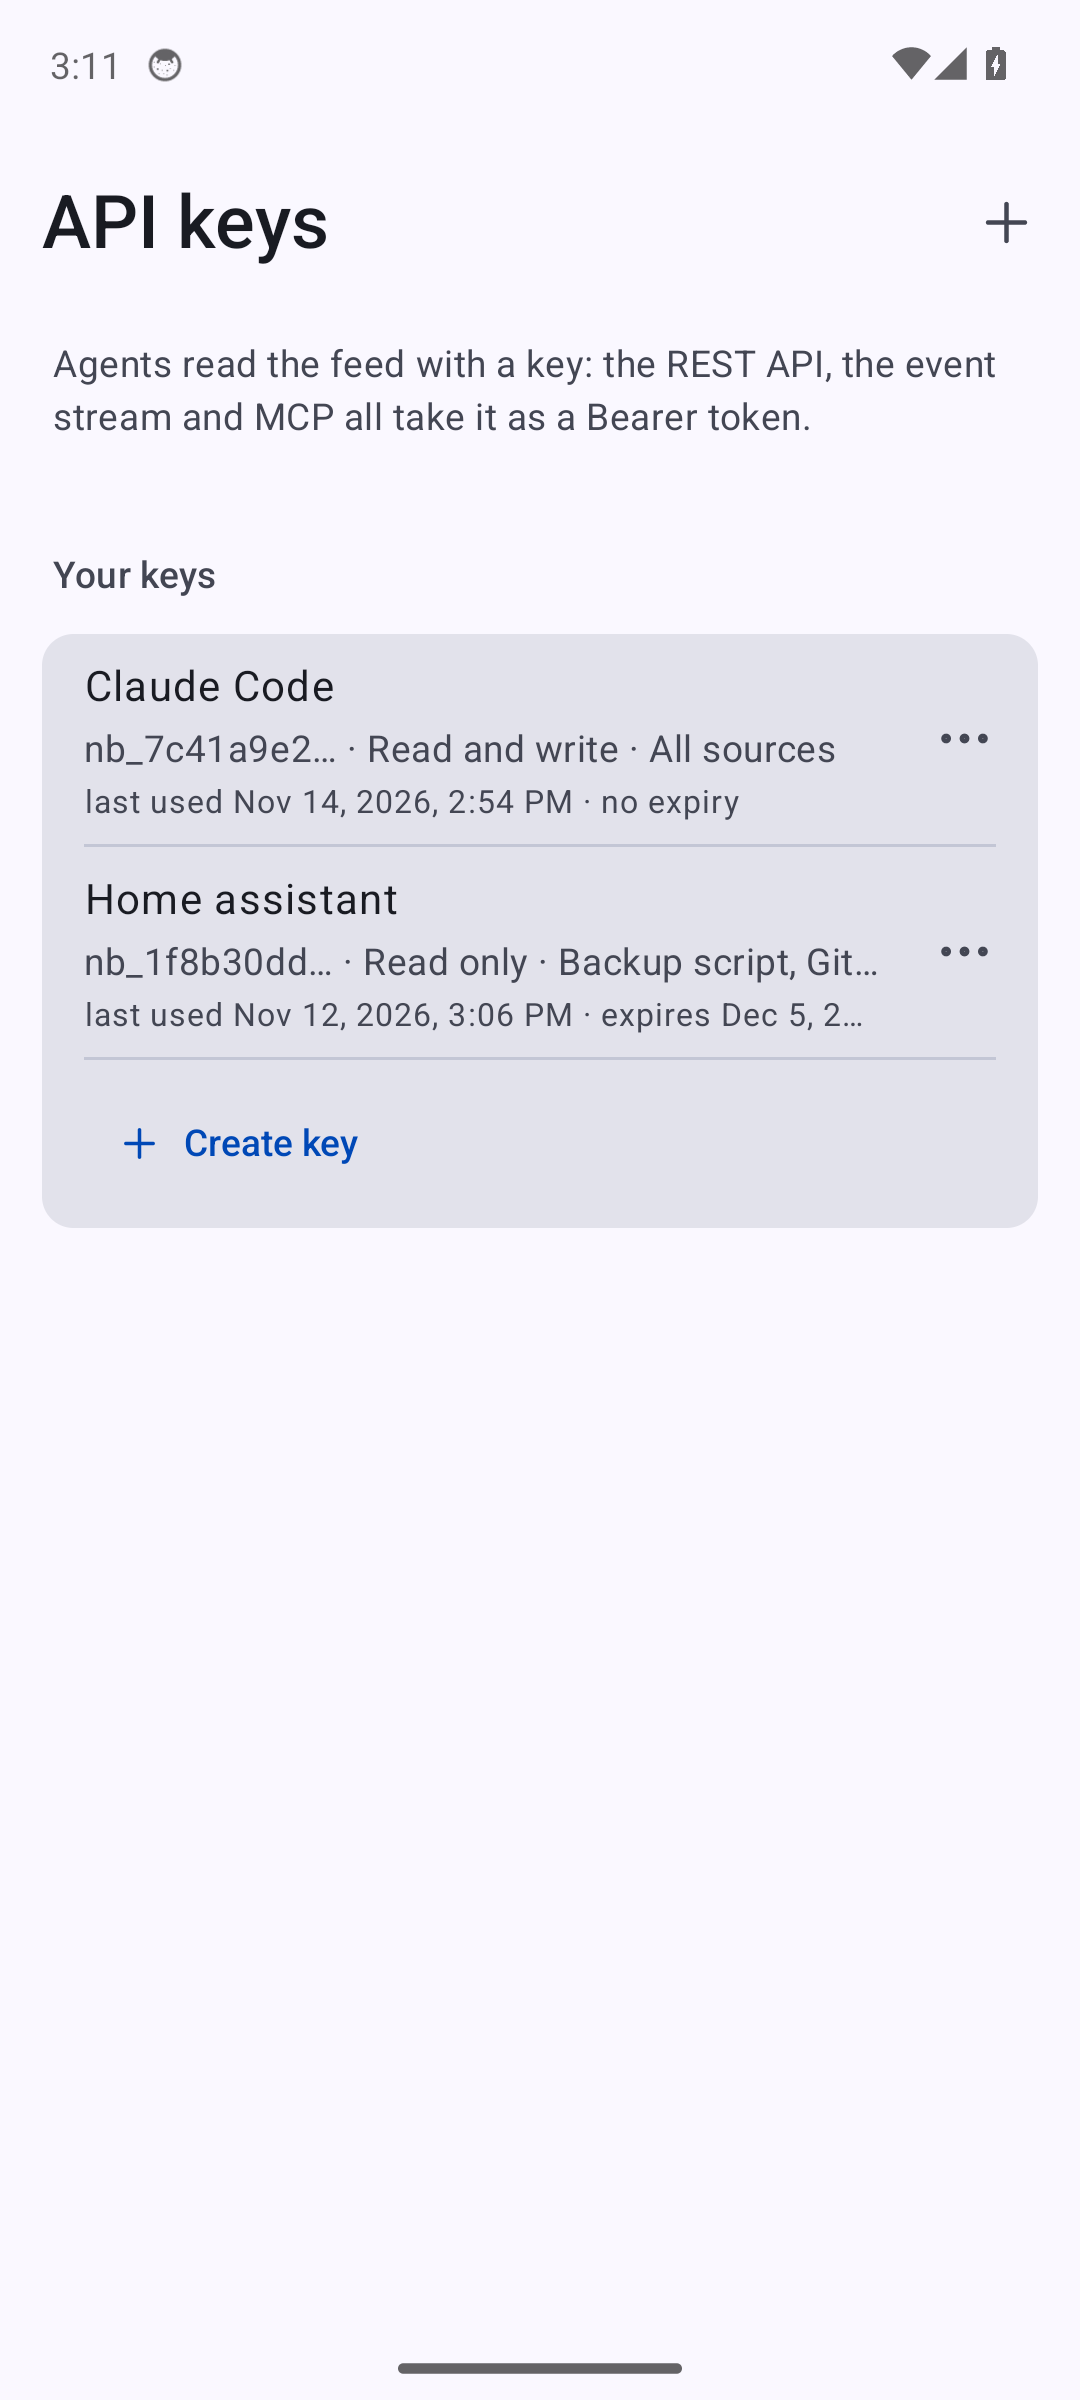 3:11
API keys
Agents read the feed with a key: the REST API, the event
stream and MCP all take it as a Bearer token.
Your keys
Claude Code
nb_7c41a9e2… · Read and write · All sources
last used Nov 14, 2026, 2:54 PM · no expiry
Home assistant
nb_1f8b30dd… · Read only · Backup script, Git…
last used Nov 12, 2026, 3:06 PM · expires Dec 5, 2…
Create key